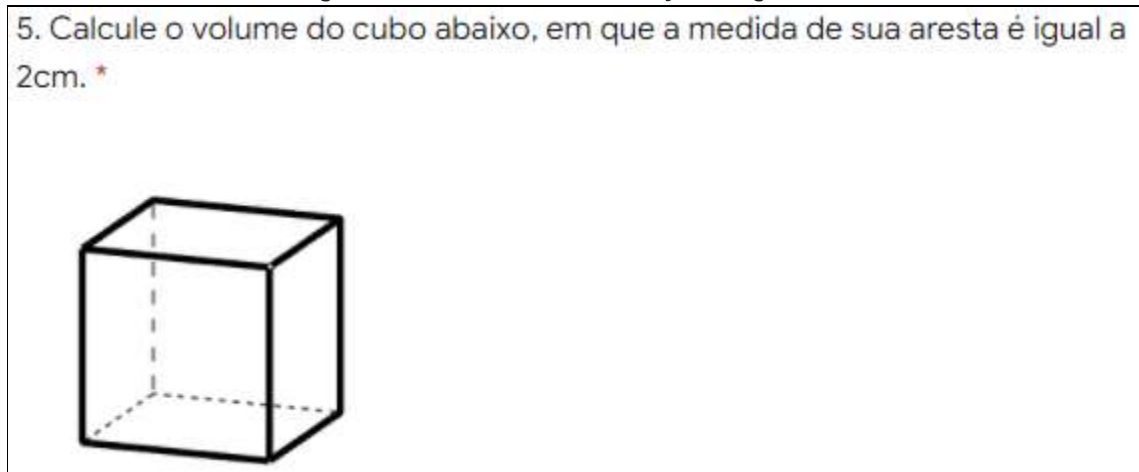 5. Calcule o volume do cubo abaixo, em que a medida de sua aresta é igual a
2cm. *